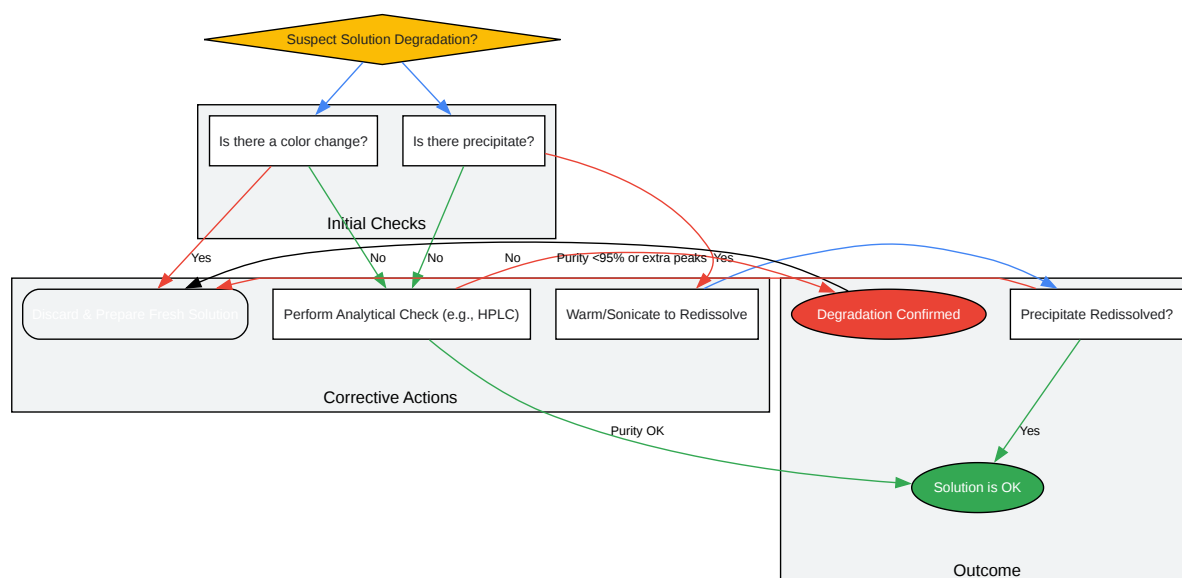 Suspect Solution Degradation?
Is there a color change?
Is there precipitate?
Initial Checks
Yes
No
No
No
Purity <95% or extra peaks
Yes
Discard & Prepare Fresh Solution
Perform Analytical Check (e.g., HPLC)
Warm/Sonicate to Redissolve
Degradation Confirmed
Precipitate Redissolved?
Corrective Actions
Purity OK
Yes
Solution is OK
Outcome